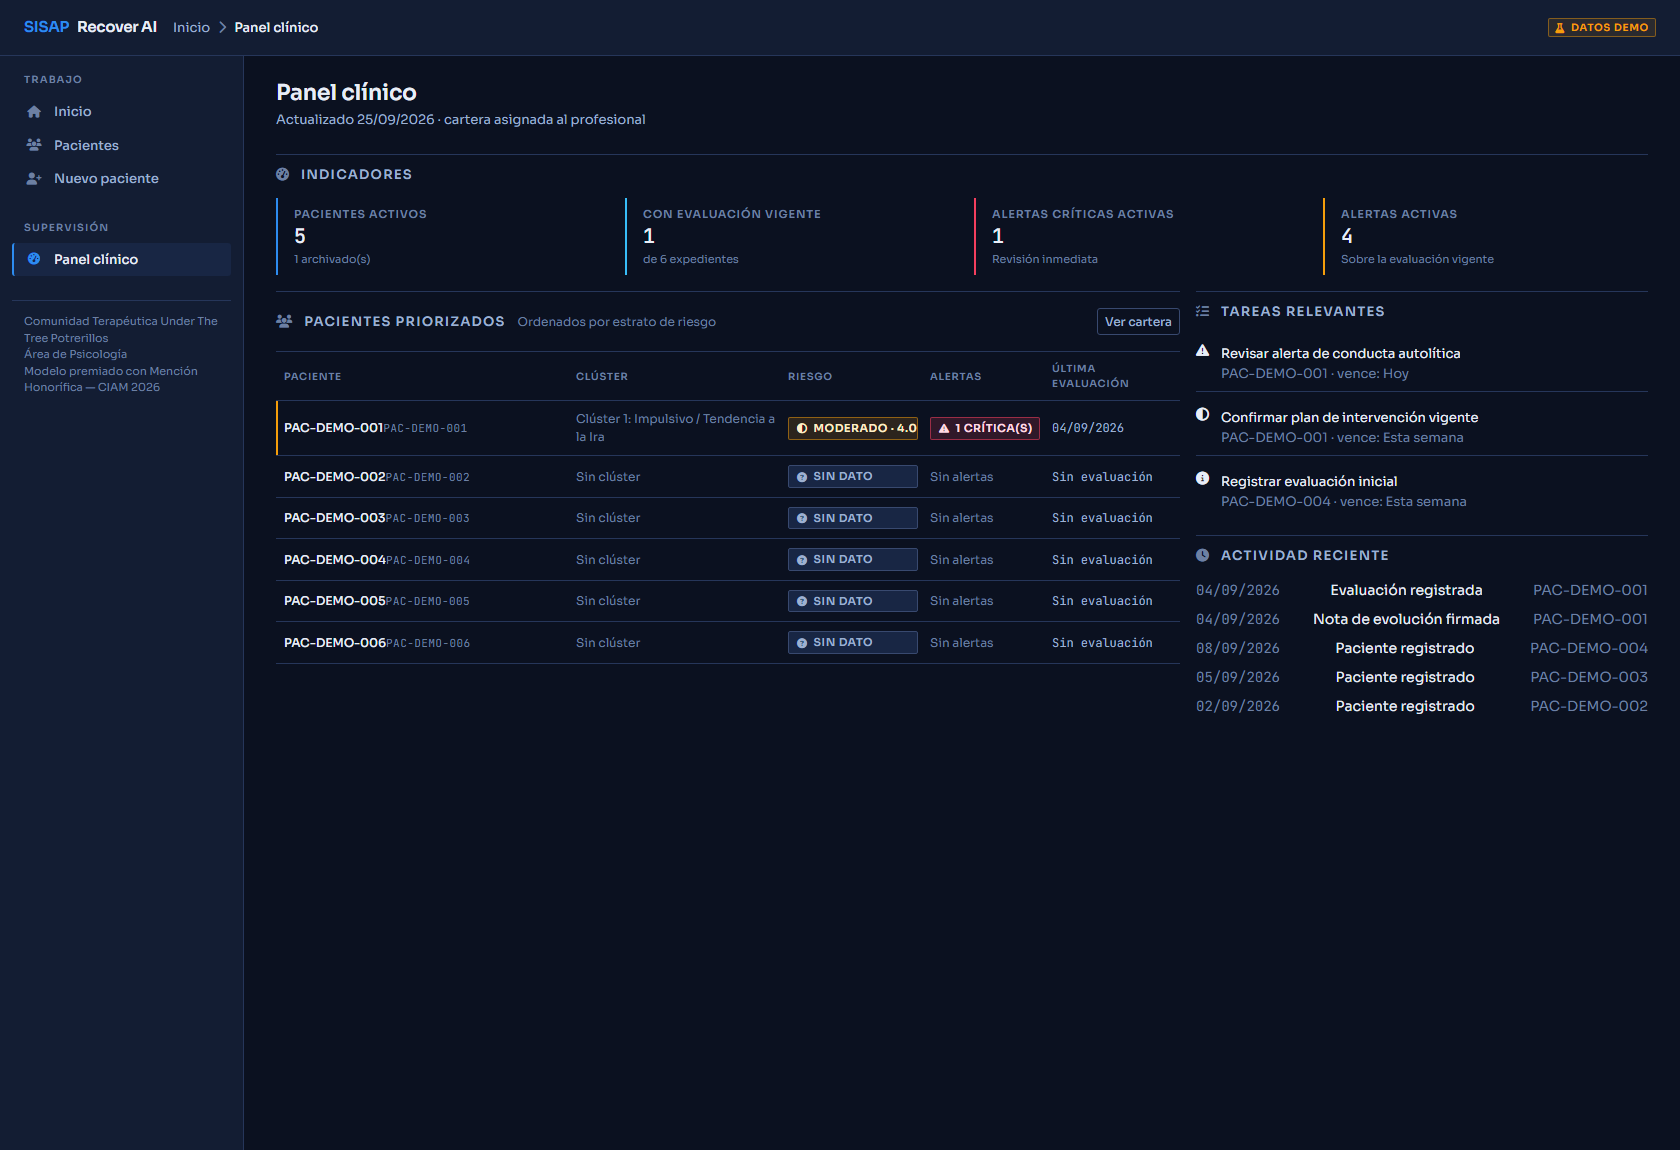 SISAP Recover AI Inicio Panel clínico
DATOS DEMO
TRABAJO
Inicio
Pacientes
Nuevo paciente
SUPERVISIÓN
Panel clínico
Comunidad Terapéutica Under The
Tree Potrerillos
Área de Psicología
Modelo premiado con Mención
Honorífica — CIAM 2026
Panel clínico
Actualizado 25/09/2026 · cartera asignada al profesional
INDICADORES
PACIENTES ACTIVOS
5
1 archivado(s)
CON EVALUACIÓN VIGENTE
1
de 6 expedientes
ALERTAS CRÍTICAS ACTIVAS
1
Revisión inmediata
ALERTAS ACTIVAS
4
Sobre la evaluación vigente
PACIENTES PRIORIZADOS Ordenados por estrato de riesgo
Ver cartera
PACIENTE CLÚSTER RIESGO ALERTAS ÚLTIMA
EVALUACIÓN
PAC-DEMO-001PAC-DEMO-001 Clúster 1: Impulsivo / Tendencia a
la Ira MODERADO · 4.0 1 CRÍTICA(S) 04/09/2026
PAC-DEMO-002PAC-DEMO-002 Sin clúster SIN DATO Sin alertas Sin evaluación
PAC-DEMO-003PAC-DEMO-003 Sin clúster SIN DATO Sin alertas Sin evaluación
PAC-DEMO-004PAC-DEMO-004 Sin clúster SIN DATO Sin alertas Sin evaluación
PAC-DEMO-005PAC-DEMO-005 Sin clúster SIN DATO Sin alertas Sin evaluación
PAC-DEMO-006PAC-DEMO-006 Sin clúster SIN DATO Sin alertas Sin evaluación
TAREAS RELEVANTES
Revisar alerta de conducta autolítica
PAC-DEMO-001 · vence: Hoy
Confirmar plan de intervención vigente
PAC-DEMO-001 · vence: Esta semana
Registrar evaluación inicial
PAC-DEMO-004 · vence: Esta semana
ACTIVIDAD RECIENTE
04/09/2026 Evaluación registrada PAC-DEMO-001
04/09/2026 Nota de evolución firmada PAC-DEMO-001
08/09/2026 Paciente registrado PAC-DEMO-004
05/09/2026 Paciente registrado PAC-DEMO-003
02/09/2026 Paciente registrado PAC-DEMO-002